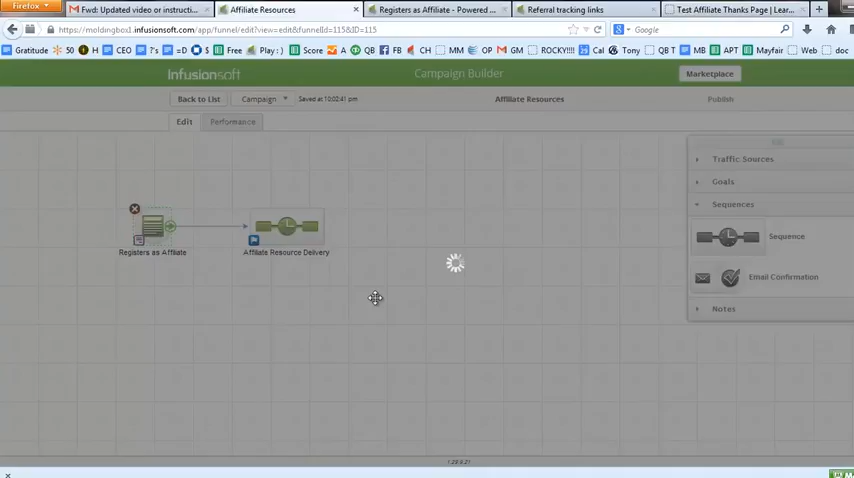 Firefox
Fwd: Updated video or instructi...
Affiliate Resources
Registers as Affiliate - Powered ...
Referral tracking links
Test Affiliate Thanks Page | Lear...
https://moldingbox1.infusionsoft.com/app/funnel/edit?view=edit&funnelId=115&ID=115
Google
Gratitude
50
H
CEO
?'s
=D
$
Play : )
Score
A
QB
FB
CH
MM
OP
GM
ROCKY!!!!
Cal
Tony
QB
MB
APT
Mayfair
Web
doc
Infusionsoft
Campaign Builder
Marketplace
Back to List
Campaign
Saved at 10:02:41 pm
Affiliate Resources
Publish
Edit
Performance
Traffic Sources
Goals
Sequences
Sequence
Email Confirmation
Notes
Registers as Affiliate
Affiliate Resource Delivery
1.29.9.21